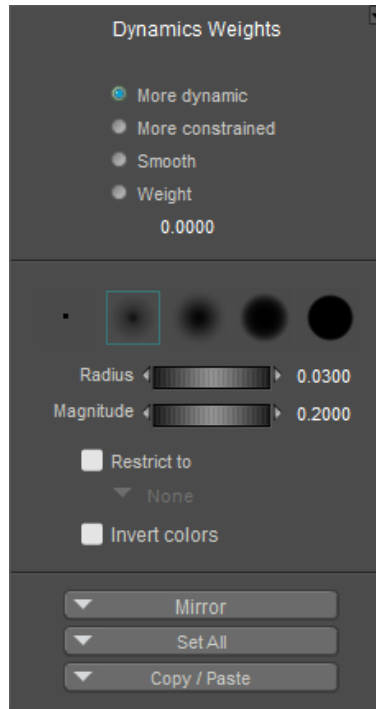 Dynamics Weights
More dynamic
More constrained
Smooth
Weight
0.0000
Radius 0.0300
Magnitude 0.2000
Restrict to
None
Invert colors
Mirror
Set All
Copy / Paste